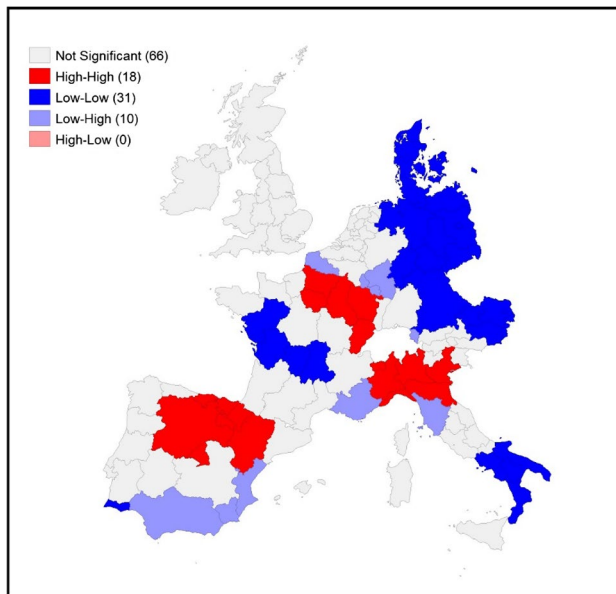 Not Significant (66)
High-High (18)
Low-Low (31)
Low-High (10)
High-Low (0)